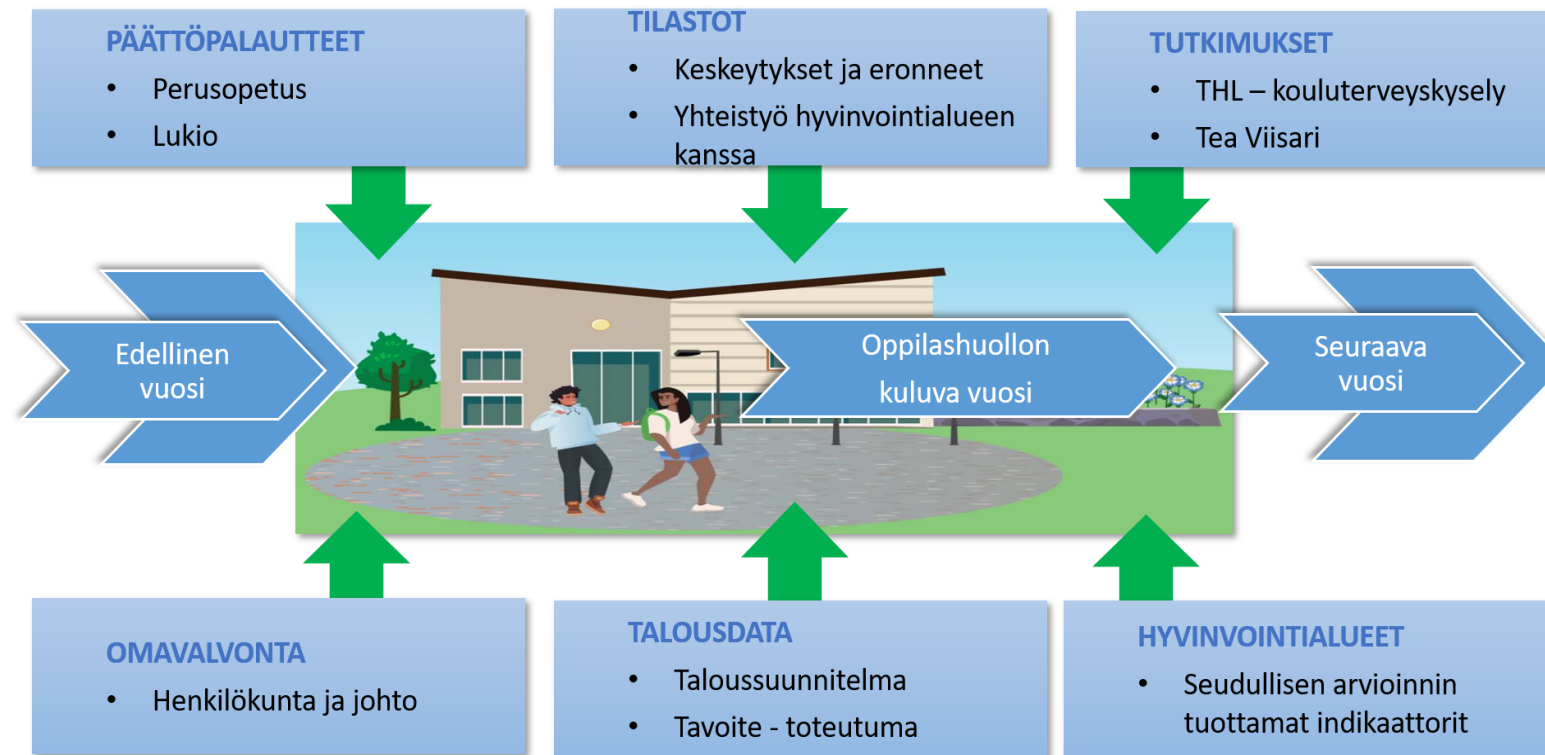 PÄÄTTÖPALAUTTEET
• Perusopetus
• Lukio
TILASTOT
• Keskeytykset ja eronneet
• Yhteistyö hyvinvointialueen
kanssa
TUTKIMUKSET
• THL – kouluterveyskysely
• Tea Viisari
Edellinen
vuosi
Oppilashuollon
kuluva vuosi
Seuraava
vuosi
OMAVALVONTA
• Henkilökunta ja johto
TALOUSDATA
• Taloussuunnitelma
• Tavoite - toteutuma
HYVINVOINTIALUEET
• Seudullisen arvioinnin
tuottamat indikaattorit